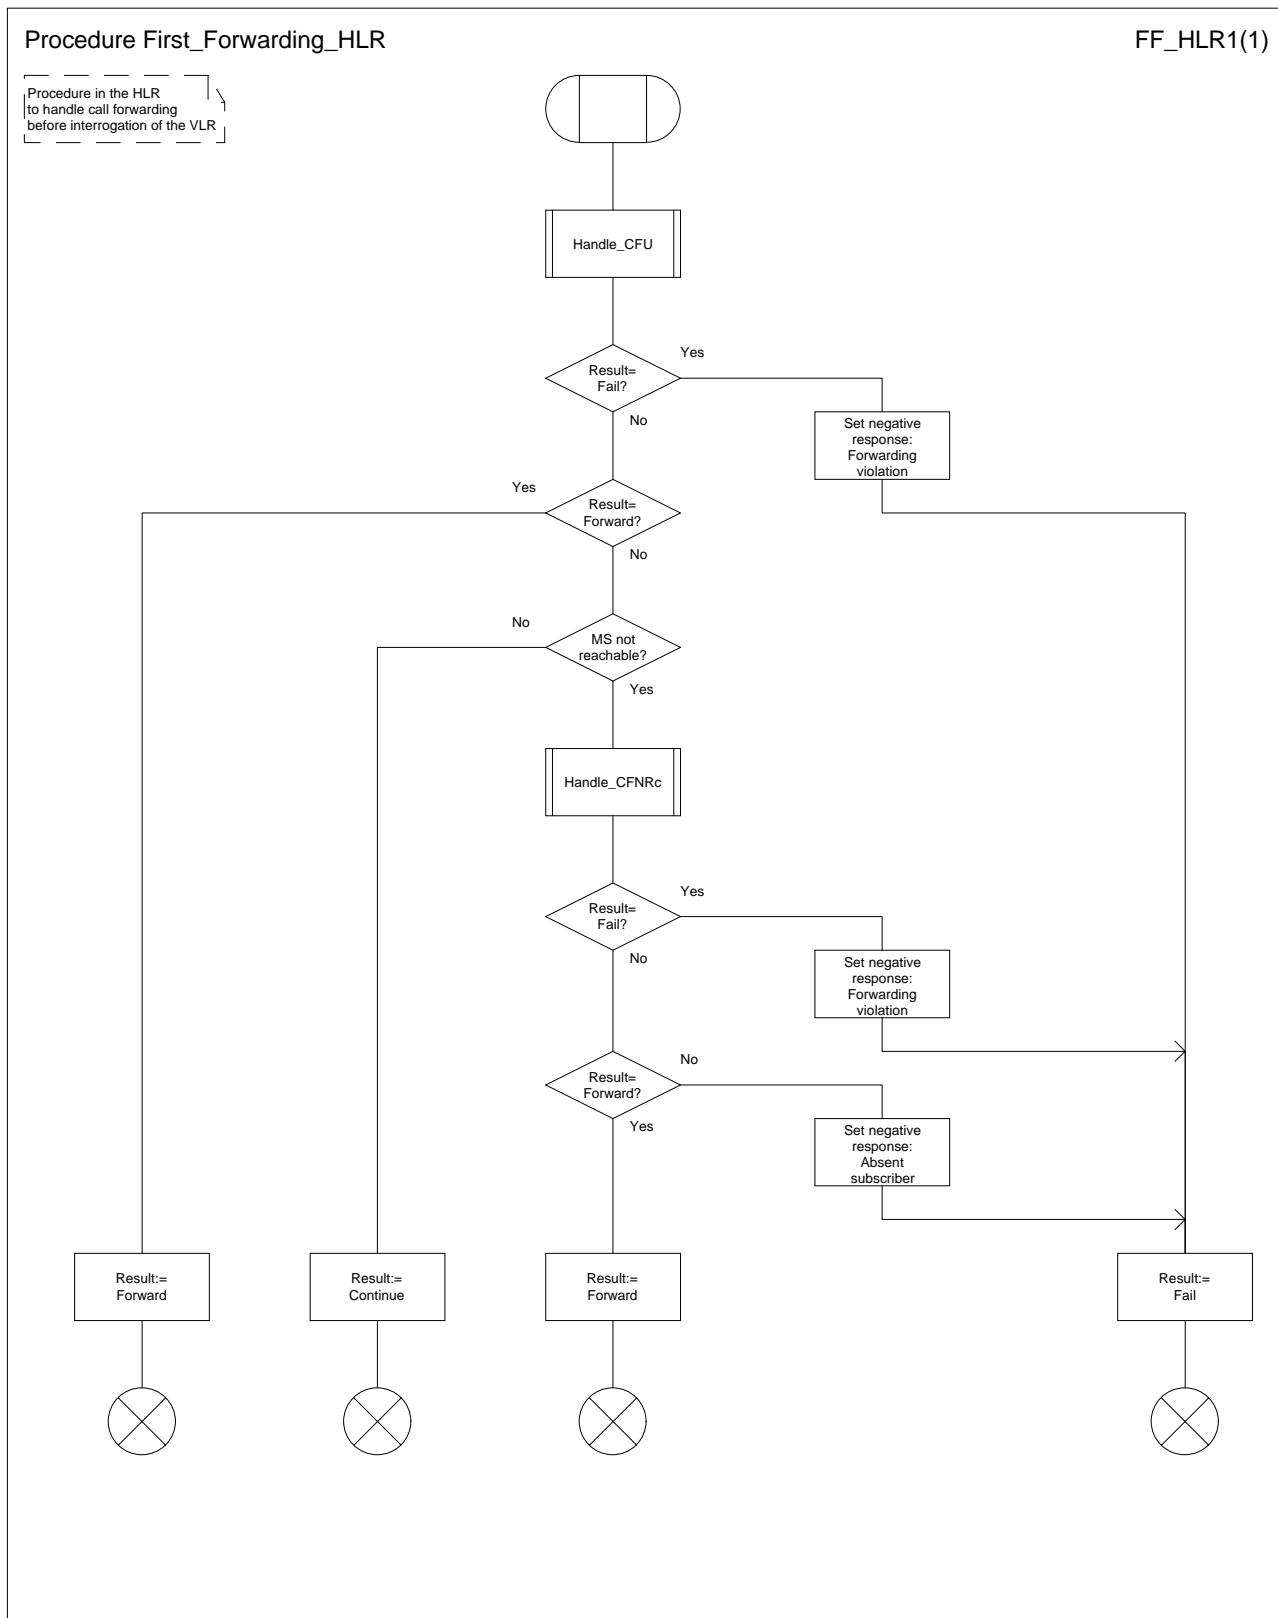 Procedure First_Forwarding_HLR
FF_HLR1(1)
Procedure in the HLR
to handle call forwarding
before interrogation of the VLR
Handle_CFU
Result=
Fail?
Yes
No
Set negative
response:
Forwarding
violation
Result=
Forward?
Yes
No
MS not
reachable?
No
Yes
Handle_CFNRc
Result=
Fail?
Yes
No
Set negative
response:
Forwarding
violation
Result=
Forward?
No
Yes
Set negative
response:
Absent
subscriber
Result:=
Forward
Result:=
Continue
Result:=
Forward
Result:=
Fail